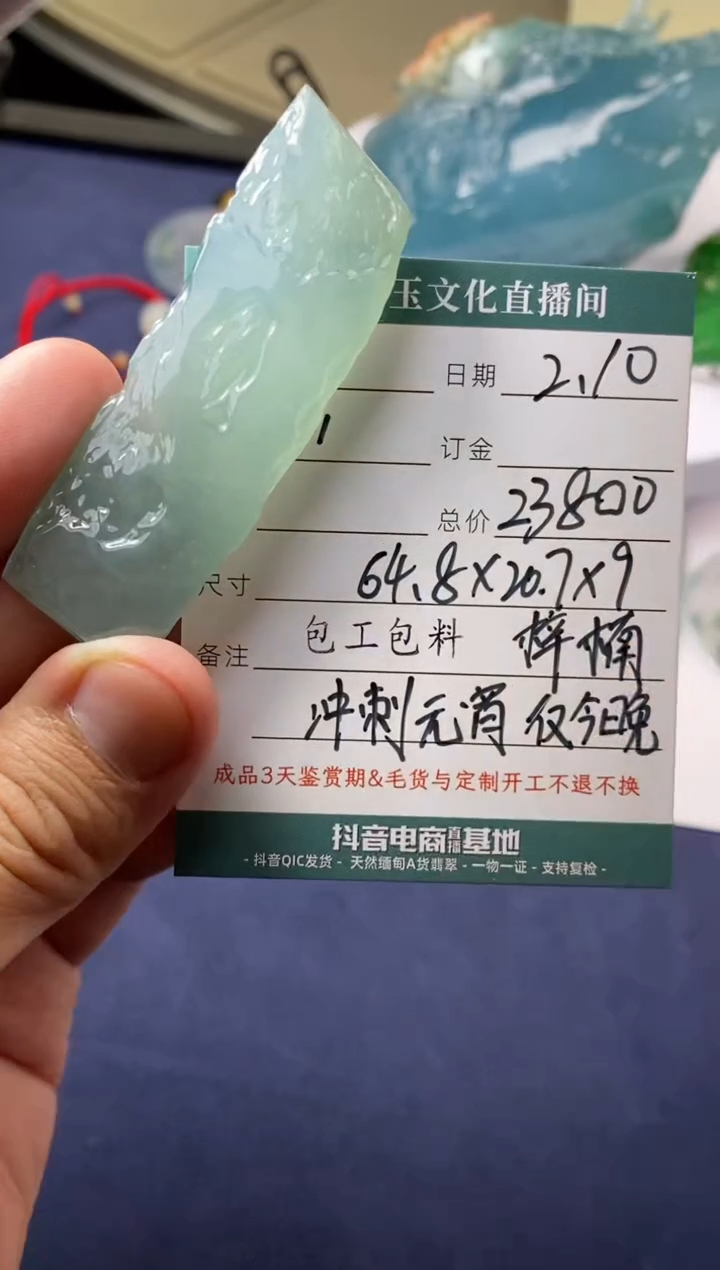 玉文化直播间
日期 2.10
1 订金
总价 23800
尺寸 64.8×20.7×9
备注 包工包料 梓楠
冲刺元宵 仅今日晚
成品3天鉴赏期&毛货与定制开工不退不换
抖音电商直播基地
- 抖音QIC发货 - 天然缅甸A货翡翠 - 一物一证 - 支持复检 -